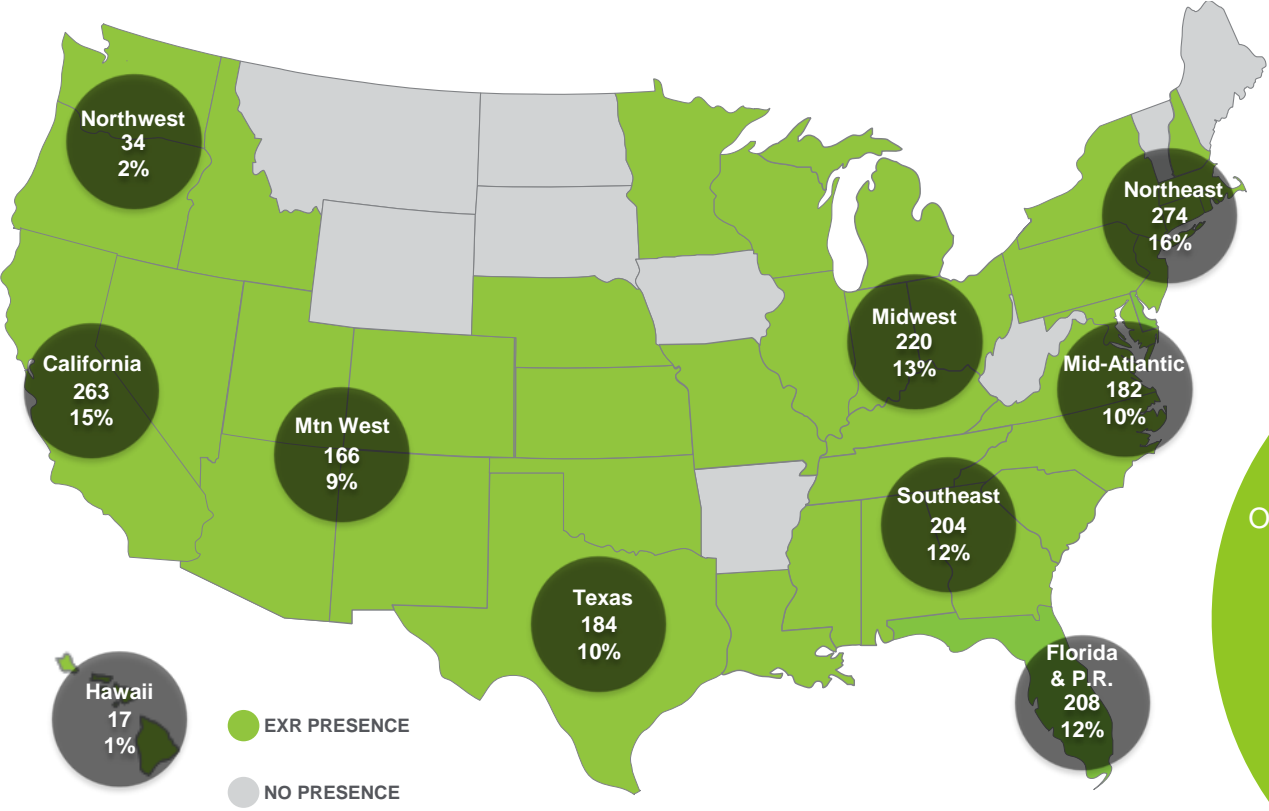 Northwest
34
2%
Northeast
274
16%
Midwest
220
13%
California
263
15%
Mid-Atlantic
182
10%
Mtn West
166
9%
Southeast
204
12%
O
Texas
184
10%
Florida
& P.R.
208
12%
Hawaii
17
1%
EXR PRESENCE
NO PRESENCE